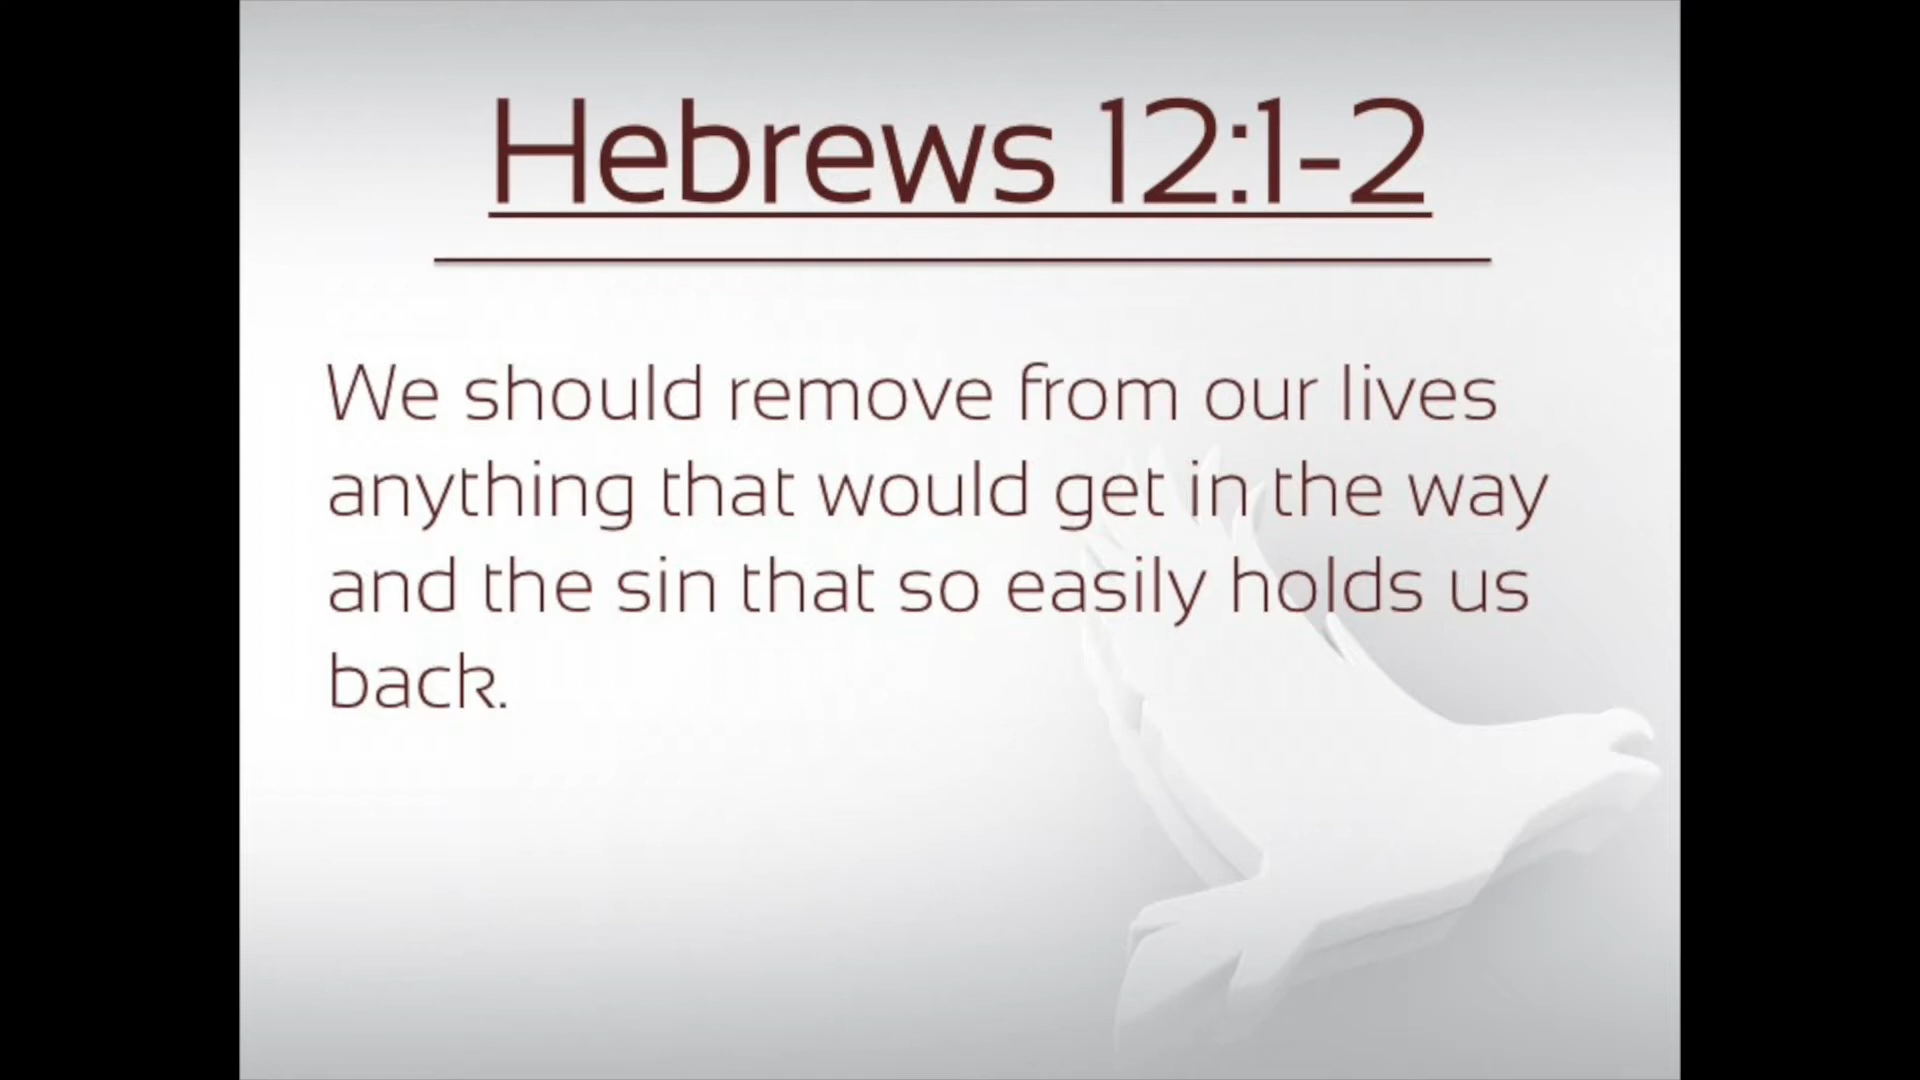 Hebrews 12:1-2
We should remove from our lives
anything that would get in the way
and the sin that so easily holds us
back.